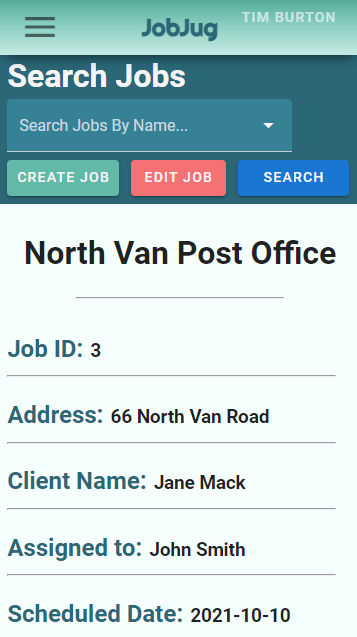 JobJug
TIM BURTON
Search Jobs
Search Jobs By Name...
CREATE JOB
EDIT JOB
SEARCH
North Van Post Office
Job ID: 3
Address: 66 North Van Road
Client Name: Jane Mack
Assigned to: John Smith
Scheduled Date: 2021-10-10